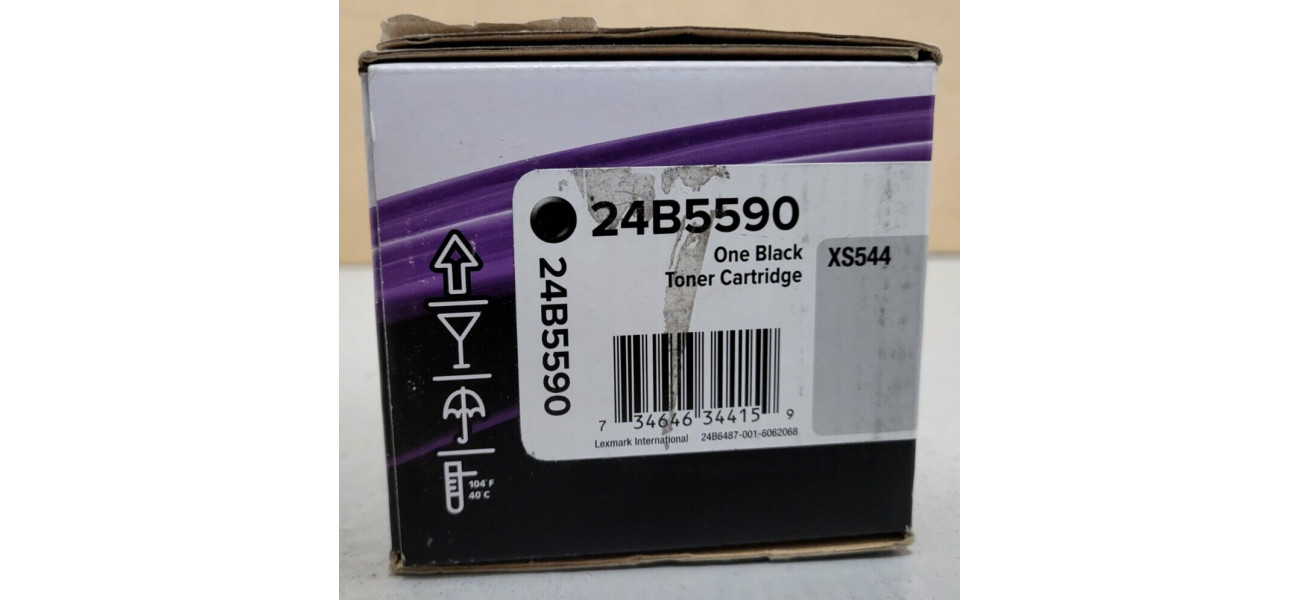 24B5590
One Black
Toner Cartridge
XS544
24B5590
7 34646 34415 9
Lexmark International 24B6487-001-6062068
104°F
40°C